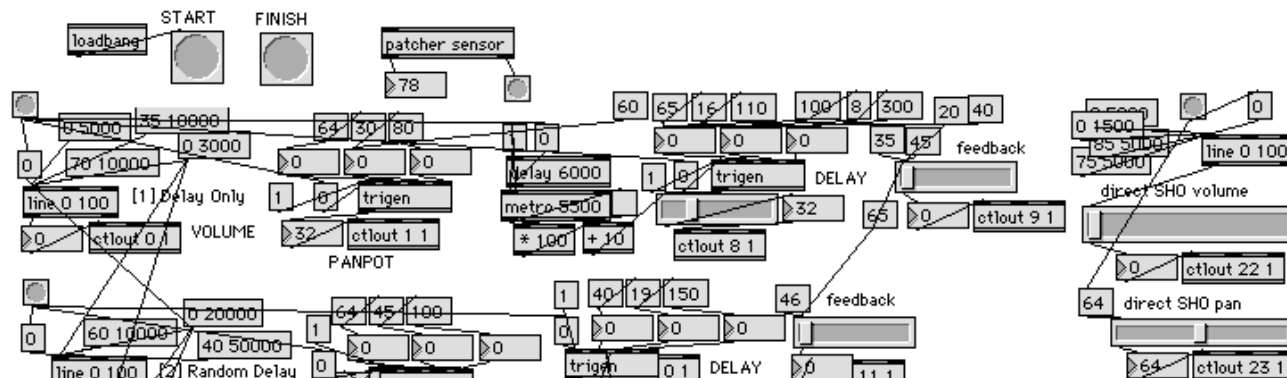 START FINISH
loadbang patcher sensor
78
60 65 16 110 100 8 300 20 40 0
0 5000 35 10000 64 30 80 1 0 0 0 0 35 45 feedback 0 1500
0 3000 85 5000 line 0 100
0 70 10000 0 0 0 delay 6000 1 0 trigen DELAY 75 5000
line 0 100 [1] Delay Only 1 0 trigen metro 5500 32 65 0 ctlout 9 1 direct SHO volume
0 ctlout 0 1 VOLUME 32 ctlout 1 1 * 100 + 10 ctlout 8 1
PANPOT 0 ctlout 22 1
0 20000 64 45 100 1 40 19 150 46 feedback 64 direct SHO pan
0 60 10000 1 0 0 0 0 0 0 0
40 50000 0
line 0 100 [2] Random Delay trigen 0 1 DELAY 0 11 1 64 ctlout 23 1